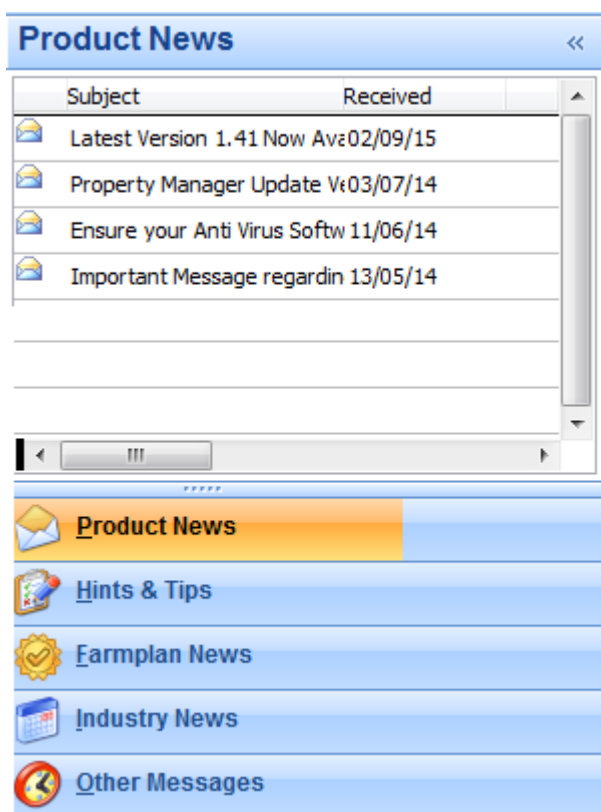 Product News
Subject Received
Latest Version 1.41 Now Ava 02/09/15
Property Manager Update Ve 03/07/14
Ensure your Anti Virus Softw 11/06/14
Important Message regardin 13/05/14
Product News
Hints & Tips
Farmplan News
Industry News
Other Messages